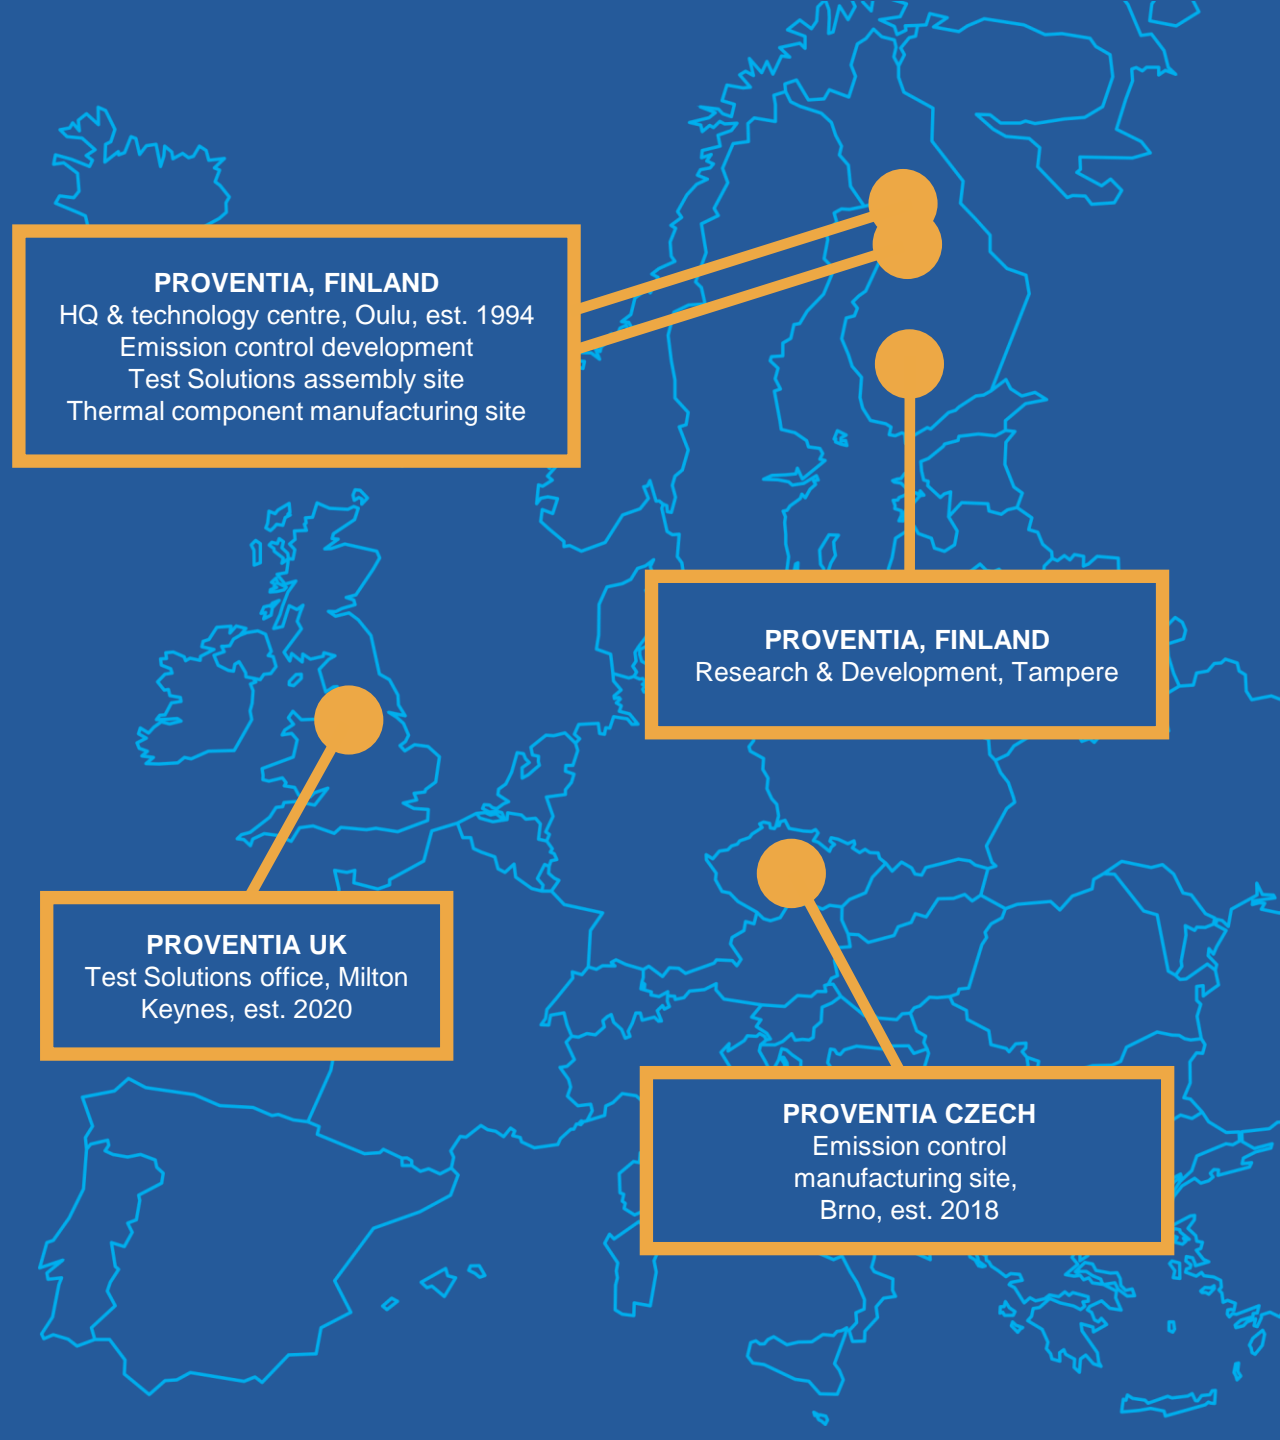 PROVENTIA, FINLAND
HQ & technology centre, Oulu, est. 1994
Emission control development
Test Solutions assembly site
Thermal component manufacturing site
PROVENTIA, FINLAND
Research & Development, Tampere
PROVENTIA UK
Test Solutions office, Milton
Keynes, est. 2020
PROVENTIA CZECH
Emission control
manufacturing site,
Brno, est. 2018